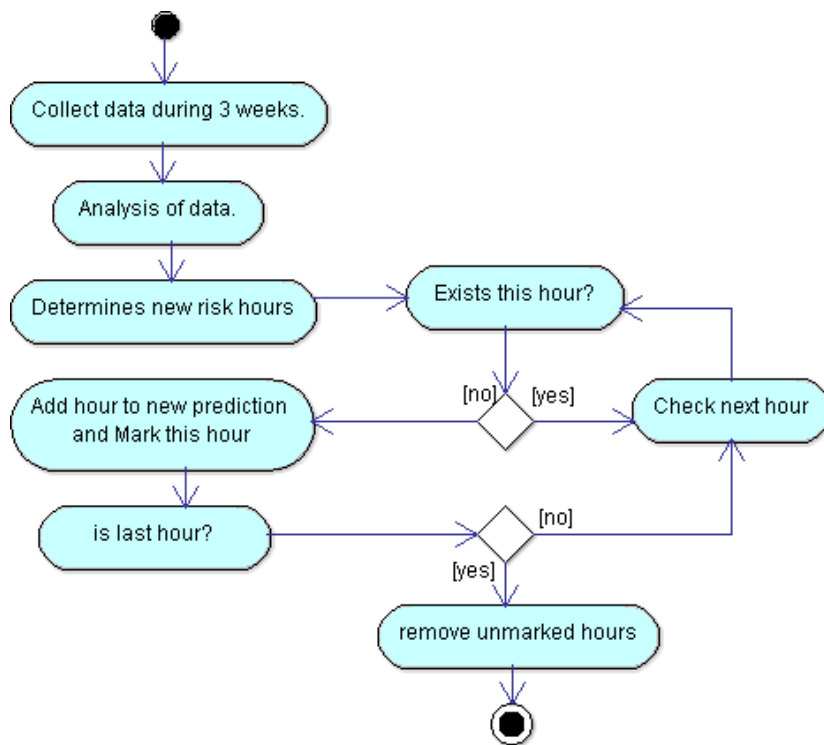 Collect data during 3 weeks.
Analysis of data.
Determines new risk hours
Exists this hour?
[no]
[yes]
Add hour to new prediction
and Mark this hour
Check next hour
is last hour?
[no]
[yes]
remove unmarked hours